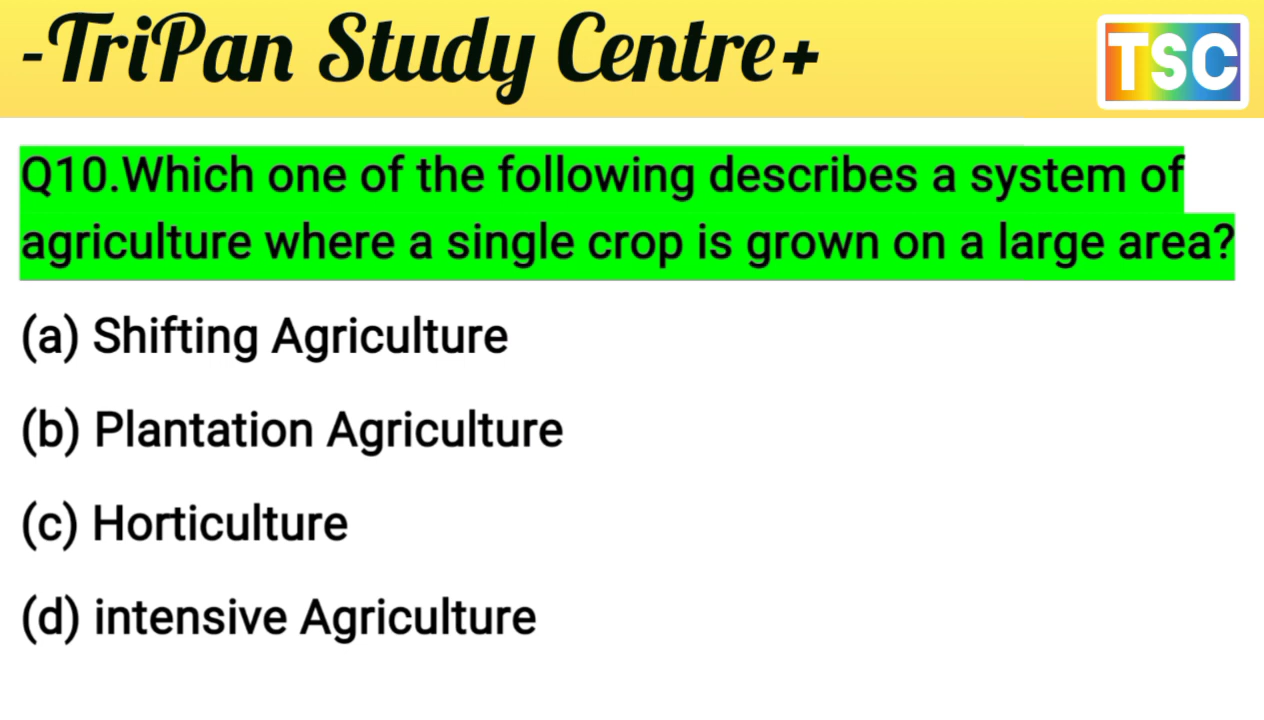 -TriPan Study Centre+
TSC
Q10.Which one of the following describes a system of
agriculture where a single crop is grown on a large area?
(a) Shifting Agriculture
(b) Plantation Agriculture
(c) Horticulture
(d) intensive Agriculture